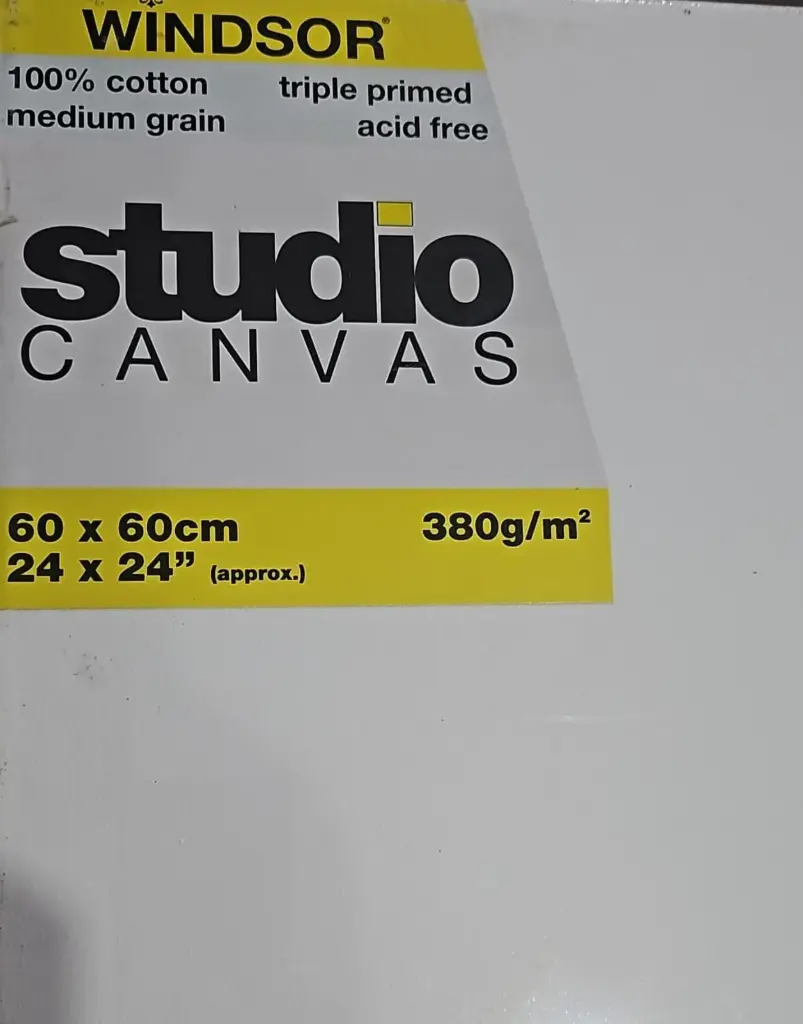 WINDSOR®
100% cotton triple primed
medium grain acid free
studio
CANVAS
60 x 60cm 380g/m²
24 x 24” (approx.)